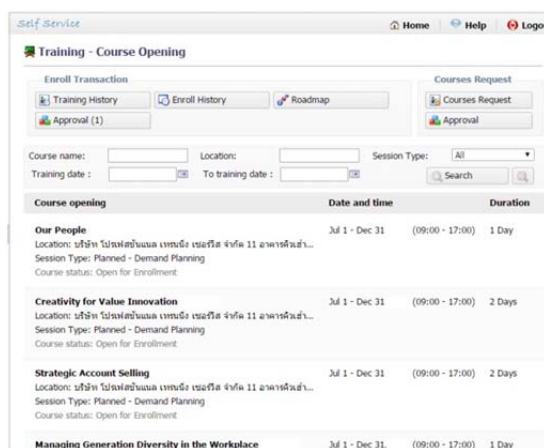 Self Service
Home Help Logo
Training - Course Opening
Enroll Transaction Courses Request
Training History Enroll History Roadmap Courses Request
Approval (1) Approval
Course name: Location: Session Type: All
Training date : To training date : Search
Course opening Date and time Duration
Our People Jul 1 - Dec 31 (09:00 - 17:00) 1 Day
Location: บริษัท โปรเฟสชั่นแนล เทรนนิ่ง เซอร์วีส จำกัด 11 อาคารคิวเฮ้า...
Session Type: Planned - Demand Planning
Course status: Open for Enrollment
Creativity for Value Innovation Jul 1 - Dec 31 (09:00 - 17:00) 2 Days
Location: บริษัท โปรเฟสชั่นแนล เทรนนิ่ง เซอร์วีส จำกัด 11 อาคารคิวเฮ้า...
Session Type: Planned - Demand Planning
Course status: Open for Enrollment
Strategic Account Selling Jul 1 - Dec 31 (09:00 - 17:00) 2 Days
Location: บริษัท โปรเฟสชั่นแนล เทรนนิ่ง เซอร์วีส จำกัด 11 อาคารคิวเฮ้า...
Session Type: Planned - Demand Planning
Course status: Open for Enrollment
Managing Generation Diversity in the Workplace Jul 1 - Dec 31, (09:00 - 17:00) 1 Day